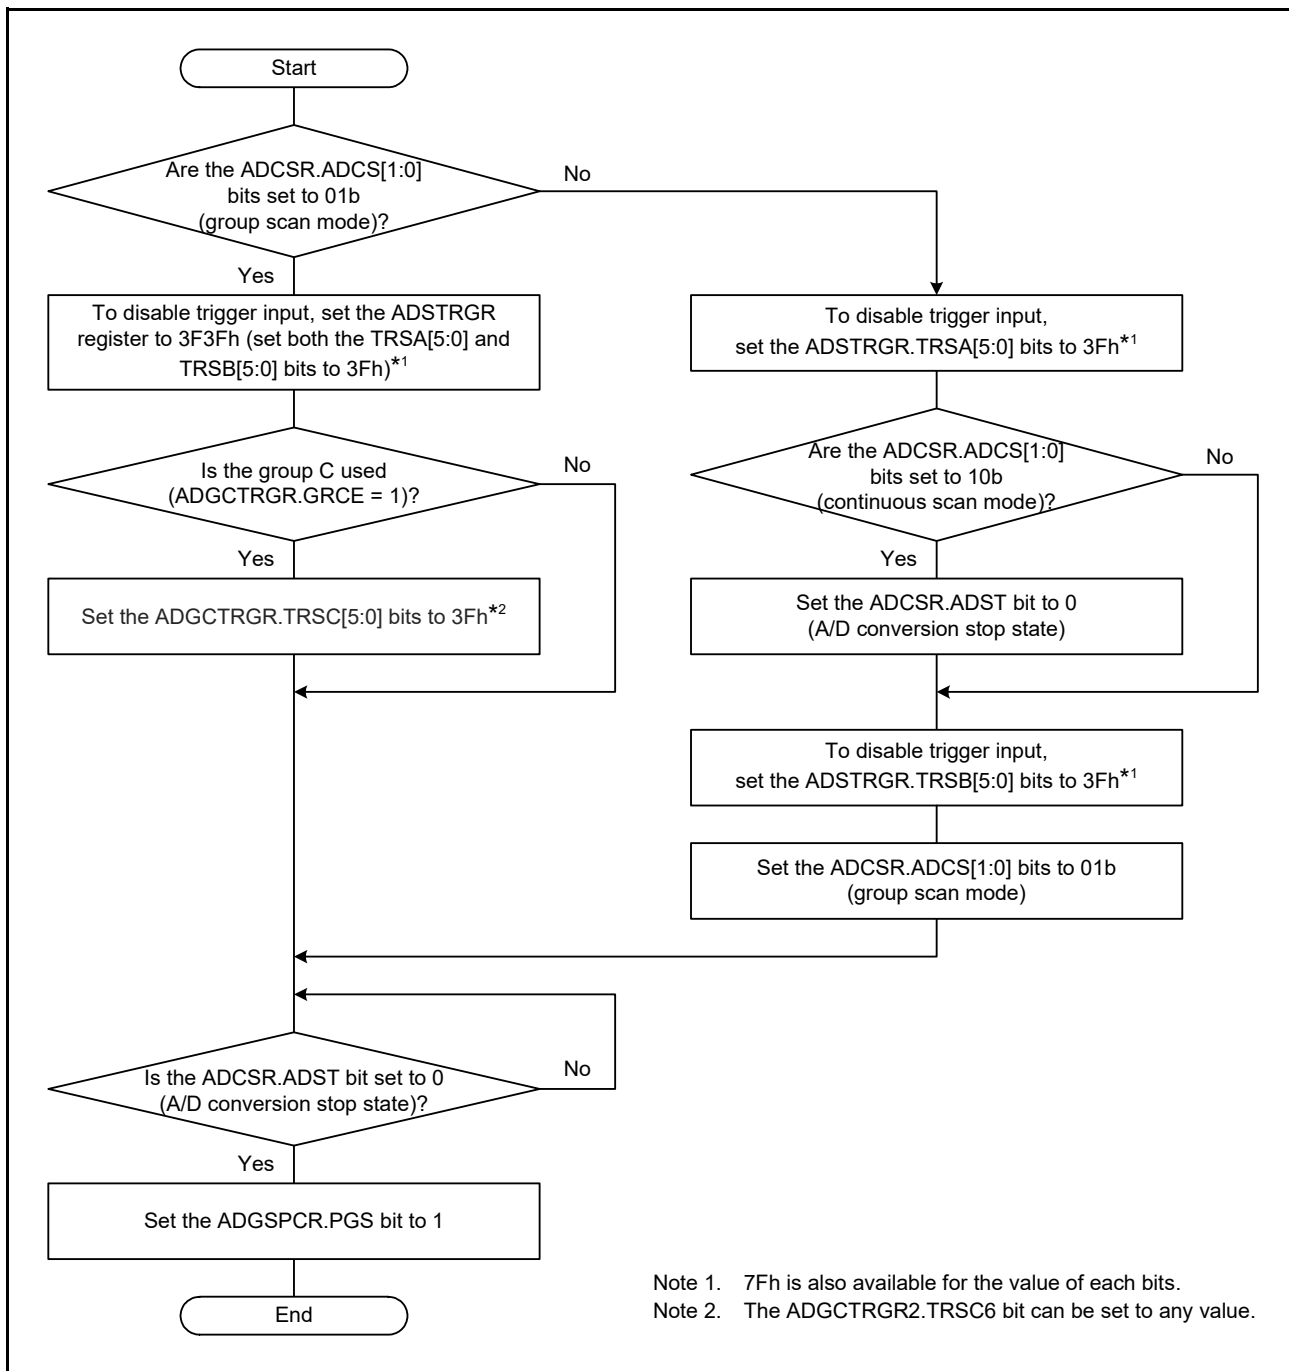 Start
Are the ADCSR.ADCS[1:0]
bits set to 01b
(group scan mode)?
No
Yes
To disable trigger input, set the ADSTRGR
register to 3F3Fh (set both the TRSA[5:0] and
TRSB[5:0] bits to 3Fh)*1
Is the group C used
(ADGCTRGR.GRCE = 1)?
No
Yes
Set the ADGCTRGR.TRSC[5:0] bits to 3Fh*2
To disable trigger input,
set the ADSTRGR.TRSA[5:0] bits to 3Fh*1
Are the ADCSR.ADCS[1:0]
bits set to 10b
(continuous scan mode)?
No
Yes
Set the ADCSR.ADST bit to 0
(A/D conversion stop state)
To disable trigger input,
set the ADSTRGR.TRSB[5:0] bits to 3Fh*1
Set the ADCSR.ADCS[1:0] bits to 01b
(group scan mode)
Is the ADCSR.ADST bit set to 0
(A/D conversion stop state)?
No
Yes
Set the ADGSPCR.PGS bit to 1
End
Note 1. 7Fh is also available for the value of each bits.
Note 2. The ADGCTRGR2.TRSC6 bit can be set to any value.